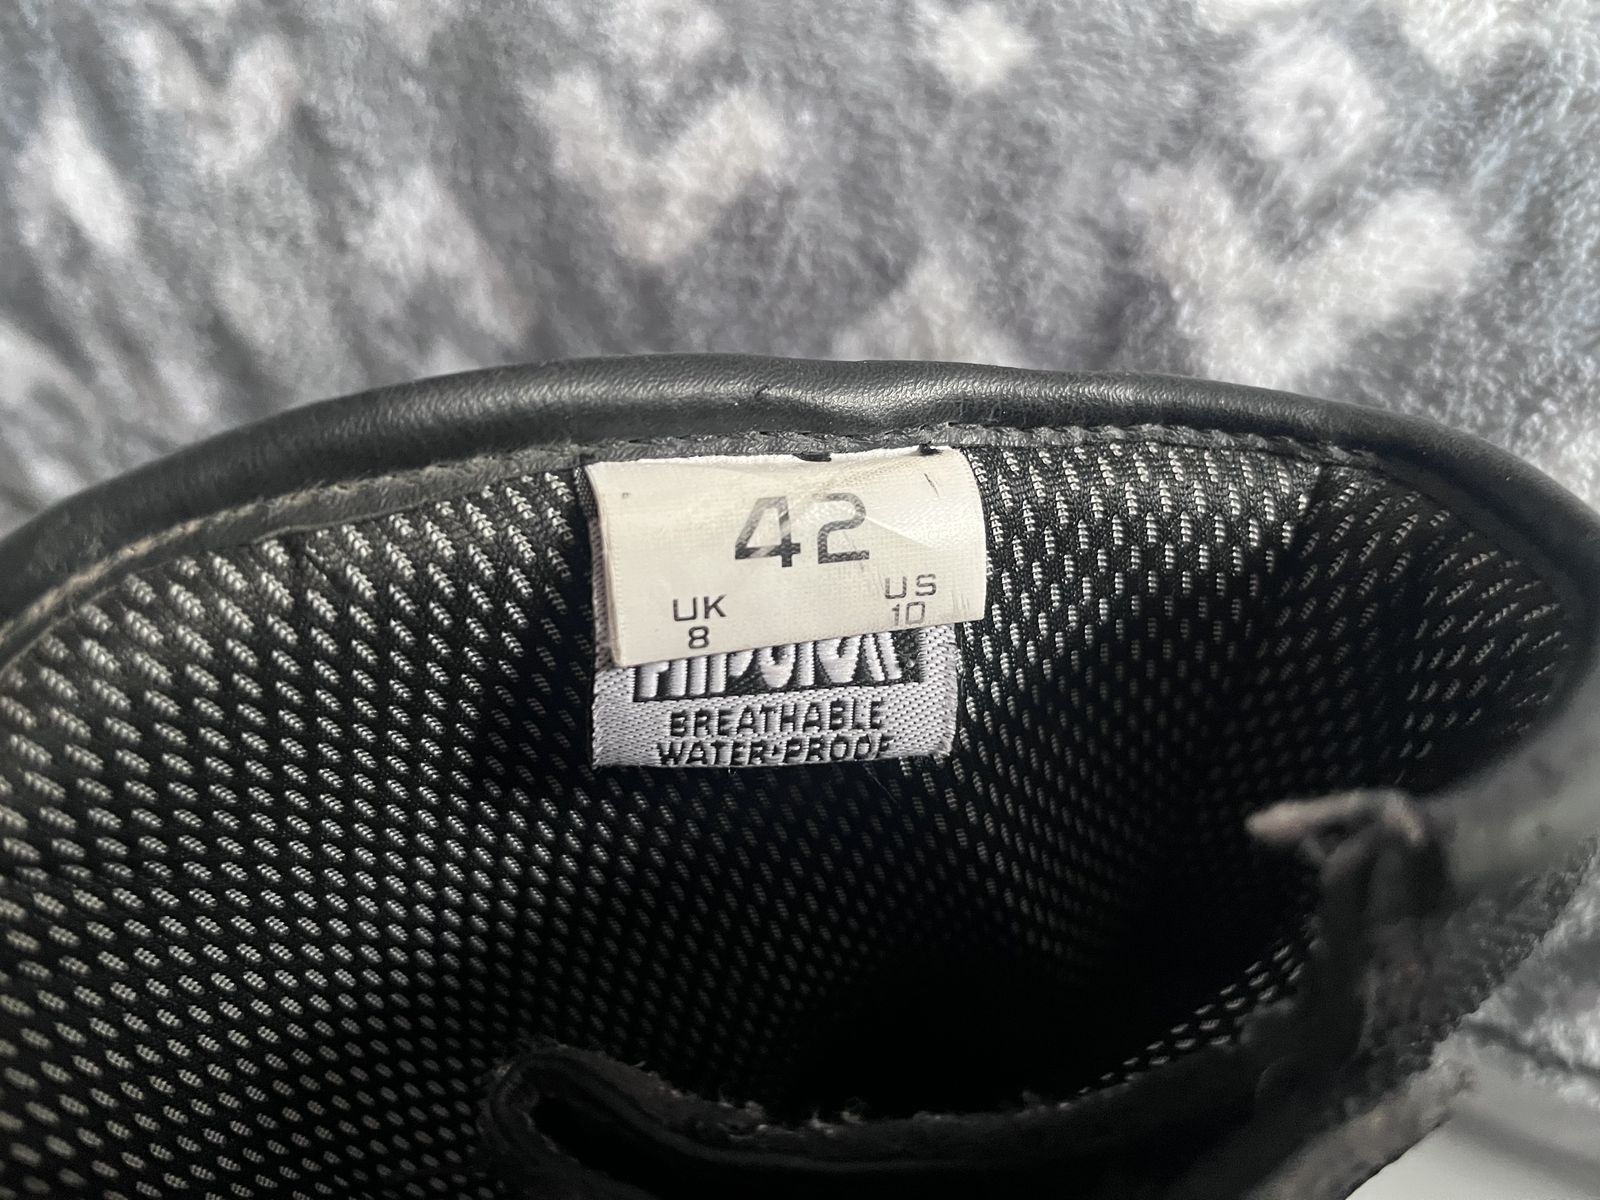 42
UK US
8 10
BREATHABLE
WATER-PROOF